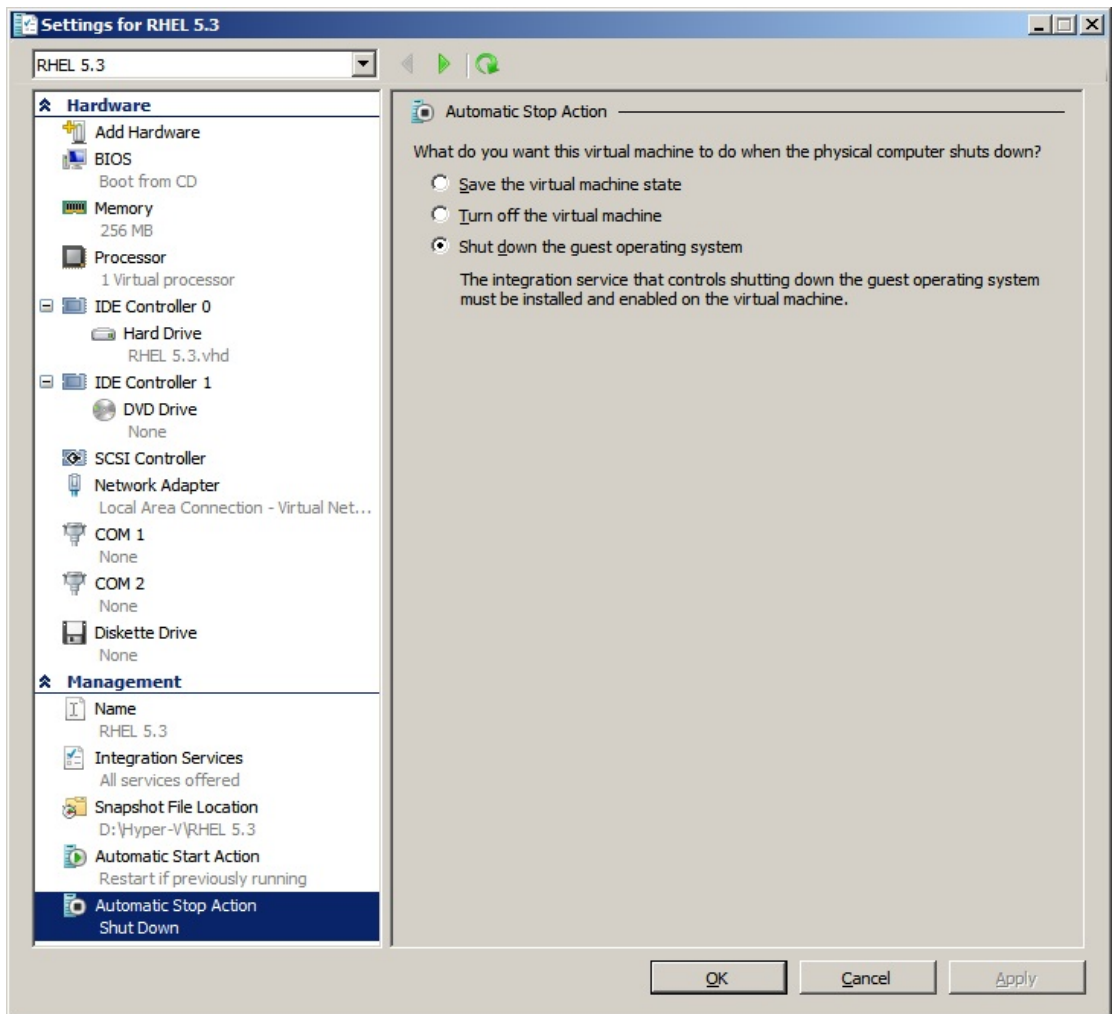 Settings for RHEL 5.3
RHEL 5.3
Hardware
Add Hardware
BIOS
Boot from CD
Memory
256 MB
Processor
1 Virtual processor
IDE Controller 0
Hard Drive
RHEL 5.3.vhd
IDE Controller 1
DVD Drive
None
SCSI Controller
Network Adapter
Local Area Connection - Virtual Net...
COM 1
None
COM 2
None
Diskette Drive
None
Management
Name
RHEL 5.3
Integration Services
All services offered
Snapshot File Location
D:\Hyper-V\RHEL 5.3
Automatic Start Action
Restart if previously running
Automatic Stop Action
Shut Down
Automatic Stop Action
What do you want this virtual machine to do when the physical computer shuts down?
Save the virtual machine state
Turn off the virtual machine
Shut down the guest operating system
The integration service that controls shutting down the guest operating system
must be installed and enabled on the virtual machine.
OK
Cancel
Apply